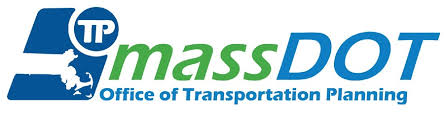 TP
massDOT
Office of Transportation Planning